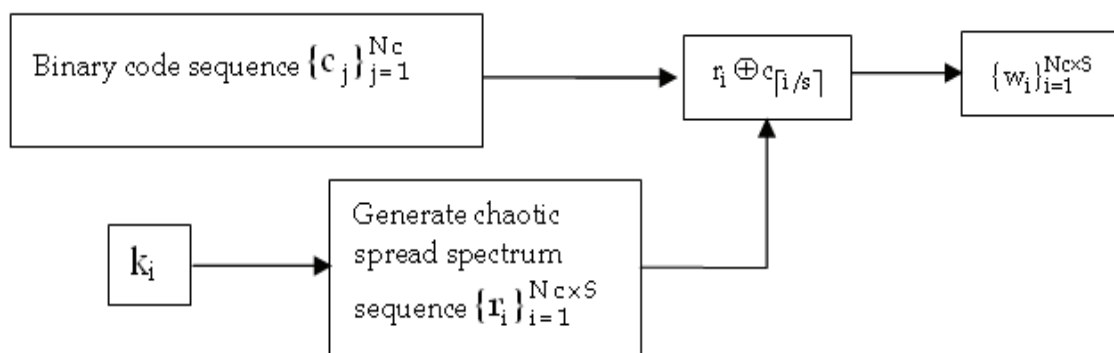 Binary code sequence {c_j}_{j=1}^{Nc}
r_i ⊕ c_{⌈i/s⌉}
{w_i}_{i=1}^{Nc×S}
k_i
Generate chaotic
spread spectrum
sequence {r_i}_{i=1}^{Nc×S}